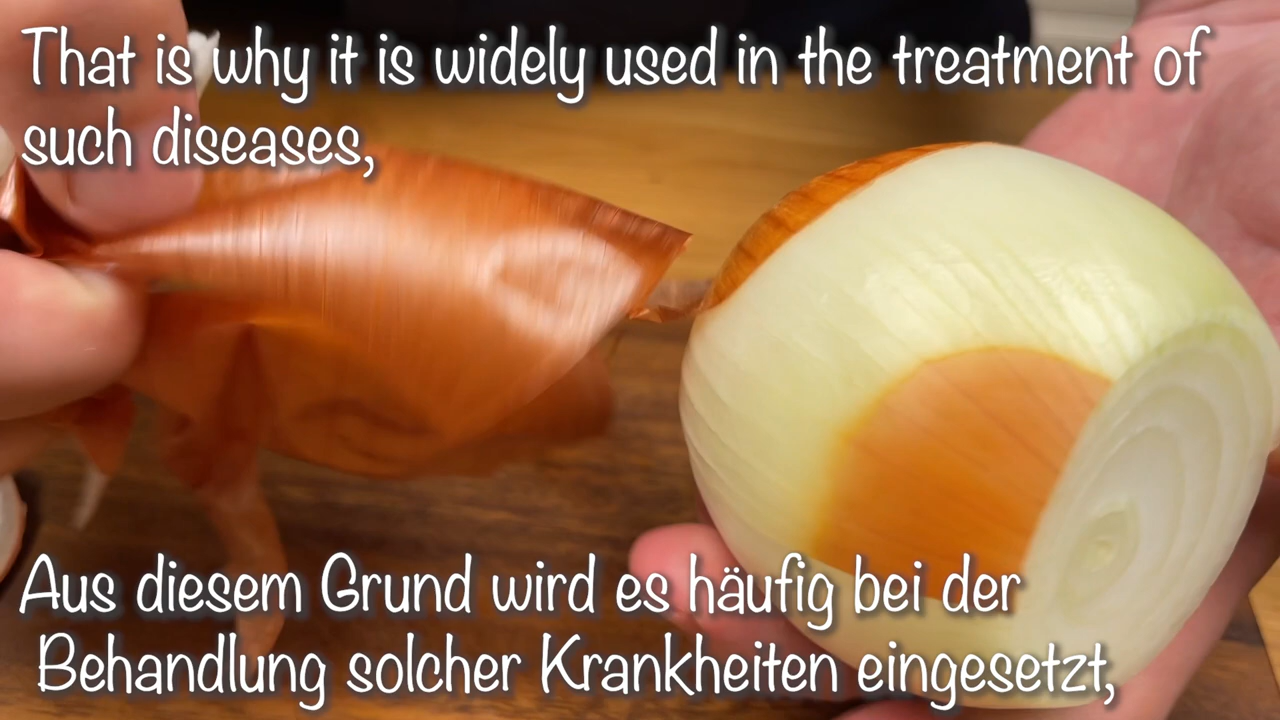 That is why it is widely used in the treatment of
such diseases,
Aus diesem Grund wird es häufig bei der
Behandlung solcher Krankheiten eingesetzt,